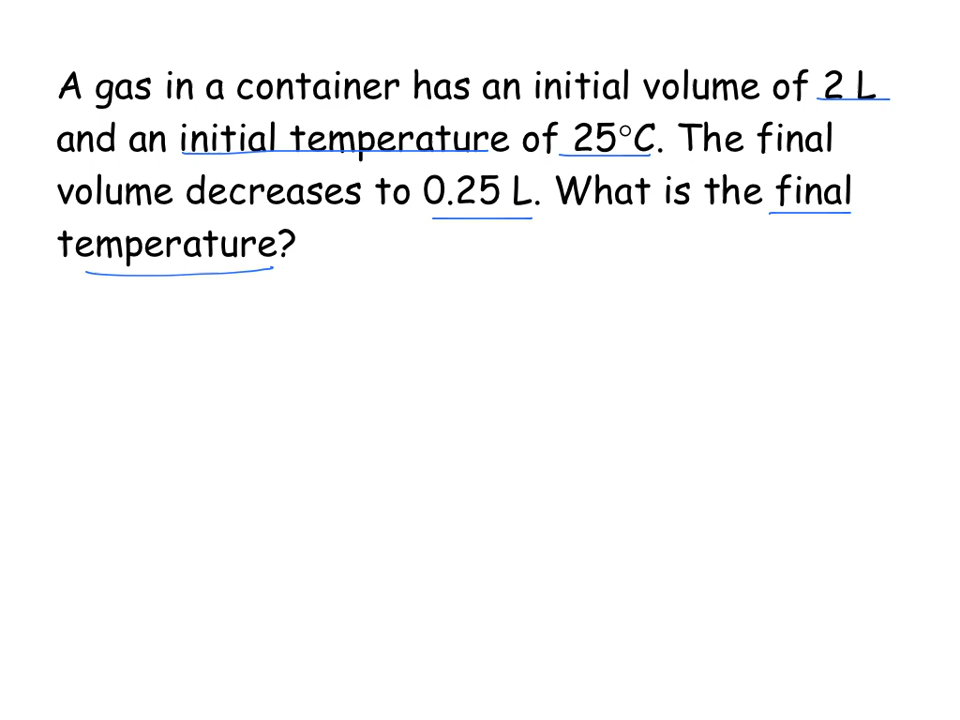 A gas in a container has an initial volume of 2 L
and an initial temperature of 25°C. The final
volume decreases to 0.25 L. What is the final
temperature?